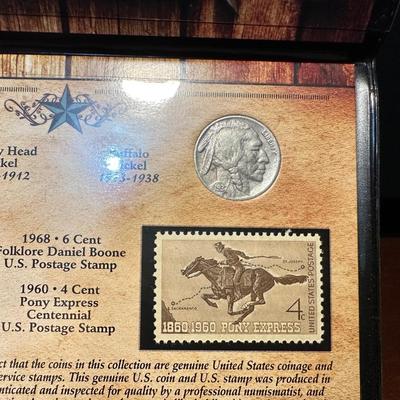 y Head
ckel
-1912
Buffalo
Nickel
1913-1938
LIBERTY
1968 • 6 Cent
Folklore Daniel Boone
U.S. Postage Stamp
1960 • 4 Cent
Pony Express
Centennial
U.S. Postage Stamp
ST. JOSEPH
SACRAMENTO
4c
UNITED STATES POSTAGE
1860·1960 PONY EXPRESS
ct that the coins in this collection are genuine United States coinage and
ervice stamps. This genuine U.S. coin and U.S. stamp was produced in
nticated and inspected for quality by a professional numismatist, and